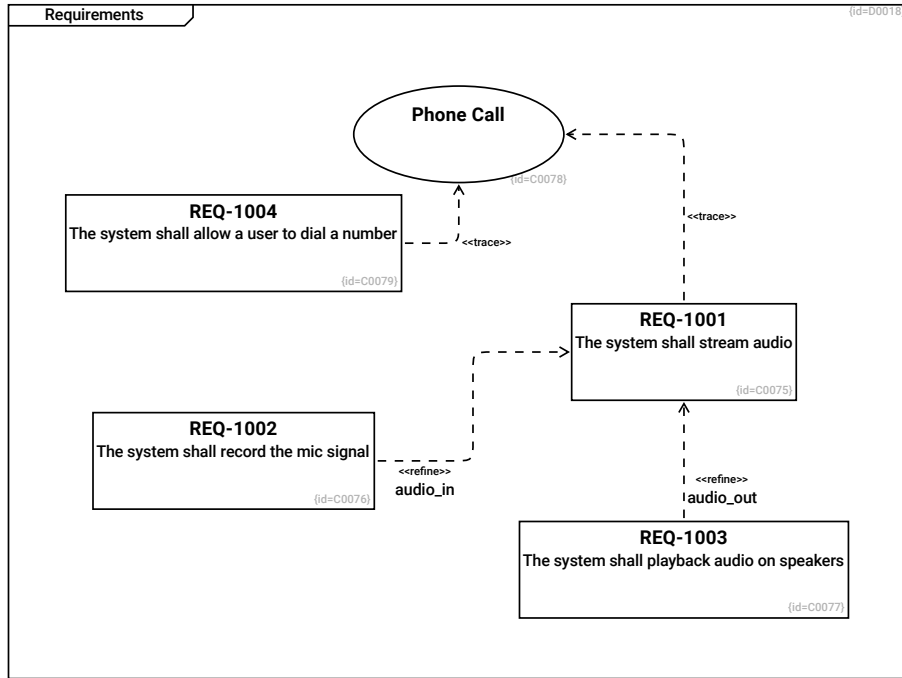 Requirements
{id=D0018}
Phone Call
{id=C0078}
REQ-1004
The system shall allow a user to dial a number
{id=C0079}
<<trace>>
<<trace>>
REQ-1001
The system shall stream audio
{id=C0075}
REQ-1002
The system shall record the mic signal
{id=C0076}
<<refine>>
audio_in
<<refine>>
audio_out
REQ-1003
The system shall playback audio on speakers
{id=C0077}